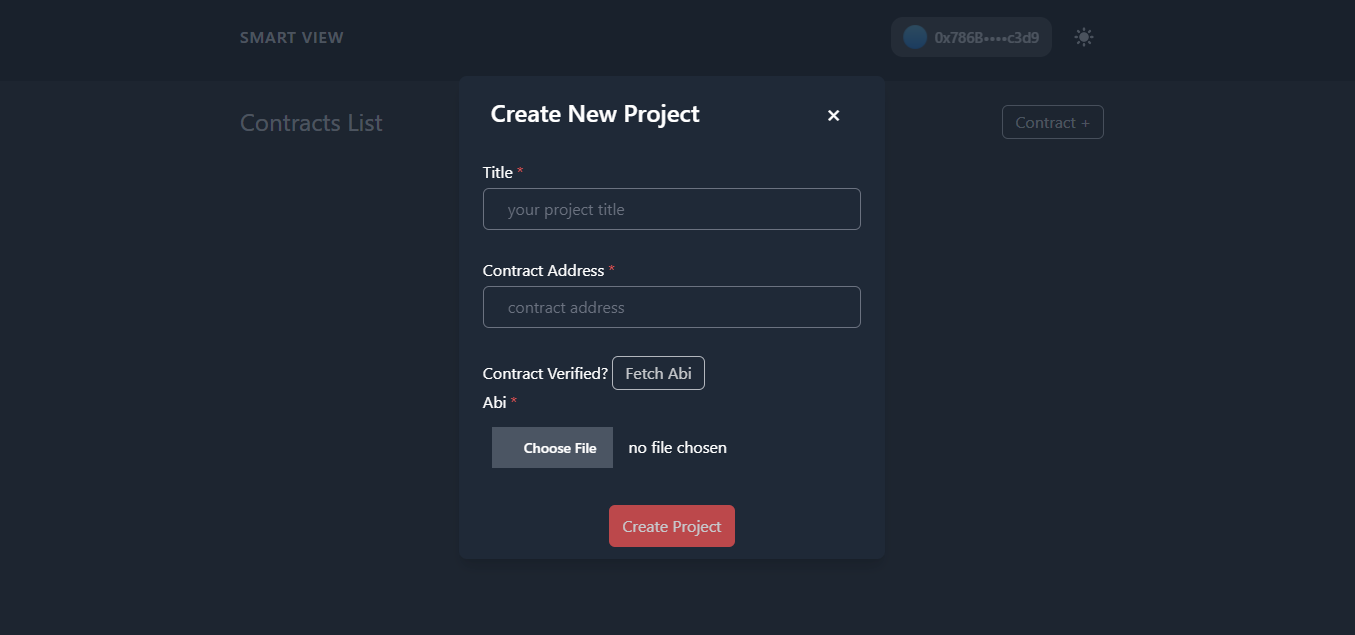 SMART VIEW
0x786B••••c3d9
Contracts List
Contract +
Create New Project
×
Title *
your project title
Contract Address *
contract address
Contract Verified? Fetch Abi
Abi *
Choose File no file chosen
Create Project